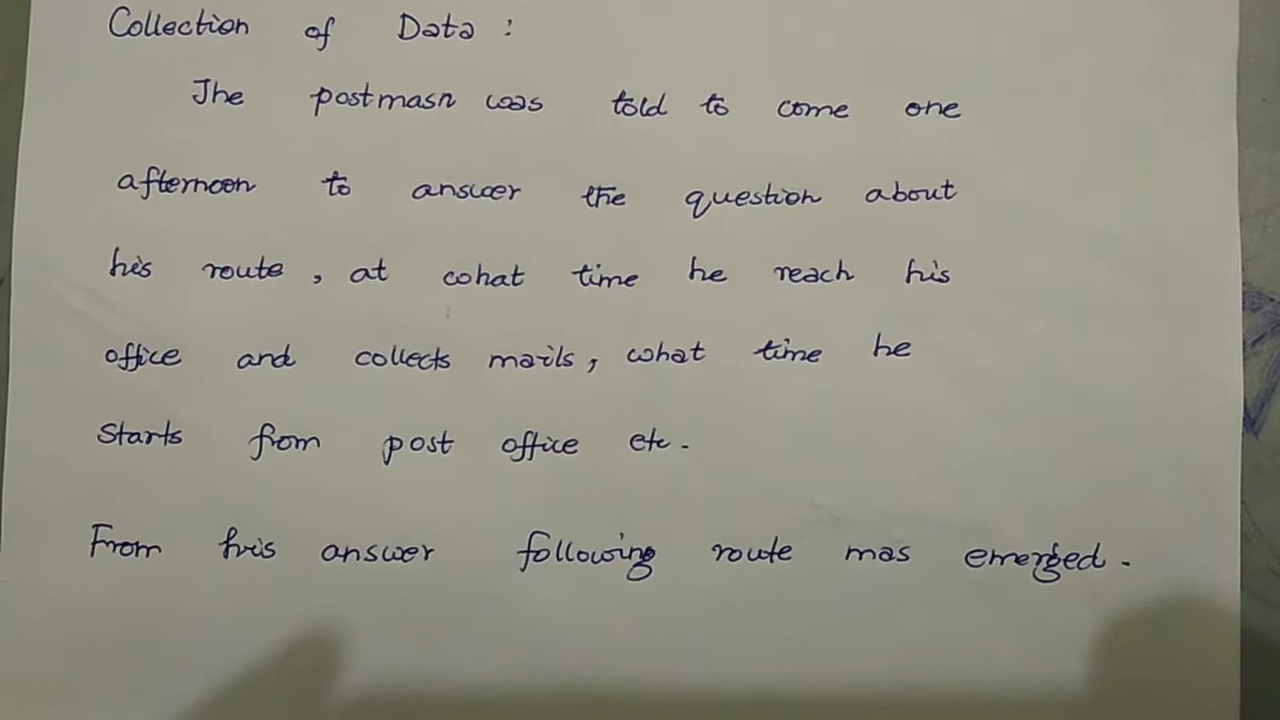 Collection of Data :
The postmasn was told to come one
afternoon to answer the question about
his route , at what time he reach his
office and collects mails , what time he
starts from post office etc .
From his answer following route mas emerged .